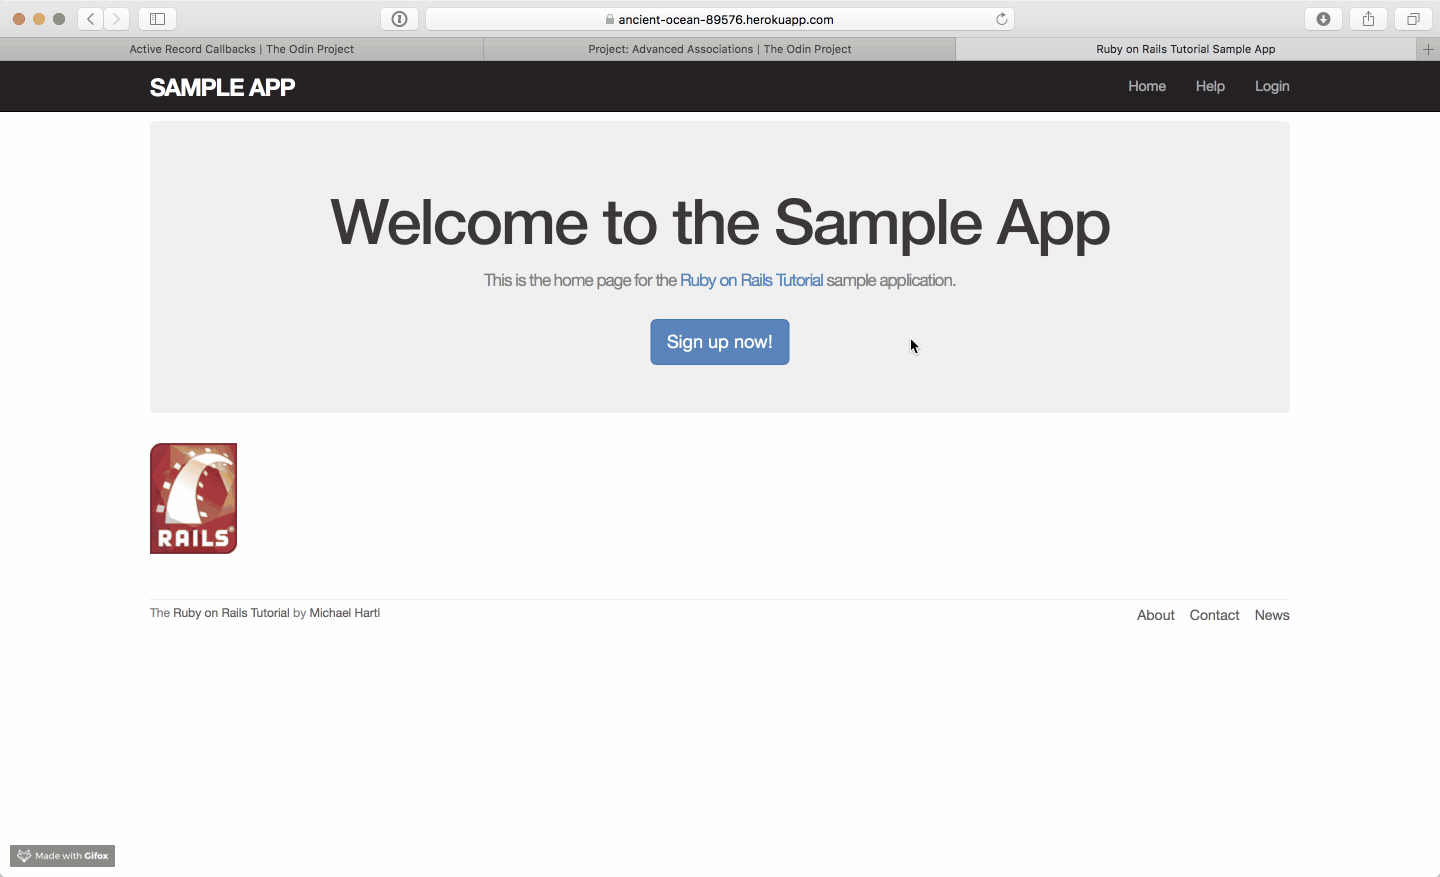 ancient-ocean-89576.herokuapp.com
Active Record Callbacks | The Odin Project
Project: Advanced Associations | The Odin Project
Ruby on Rails Tutorial Sample App
SAMPLE APP
Home
Help
Login
Welcome to the Sample App
This is the home page for the Ruby on Rails Tutorial sample application.
Sign up now!
RAILS
The Ruby on Rails Tutorial by Michael Hartl
About
Contact
News
Made with Gifox